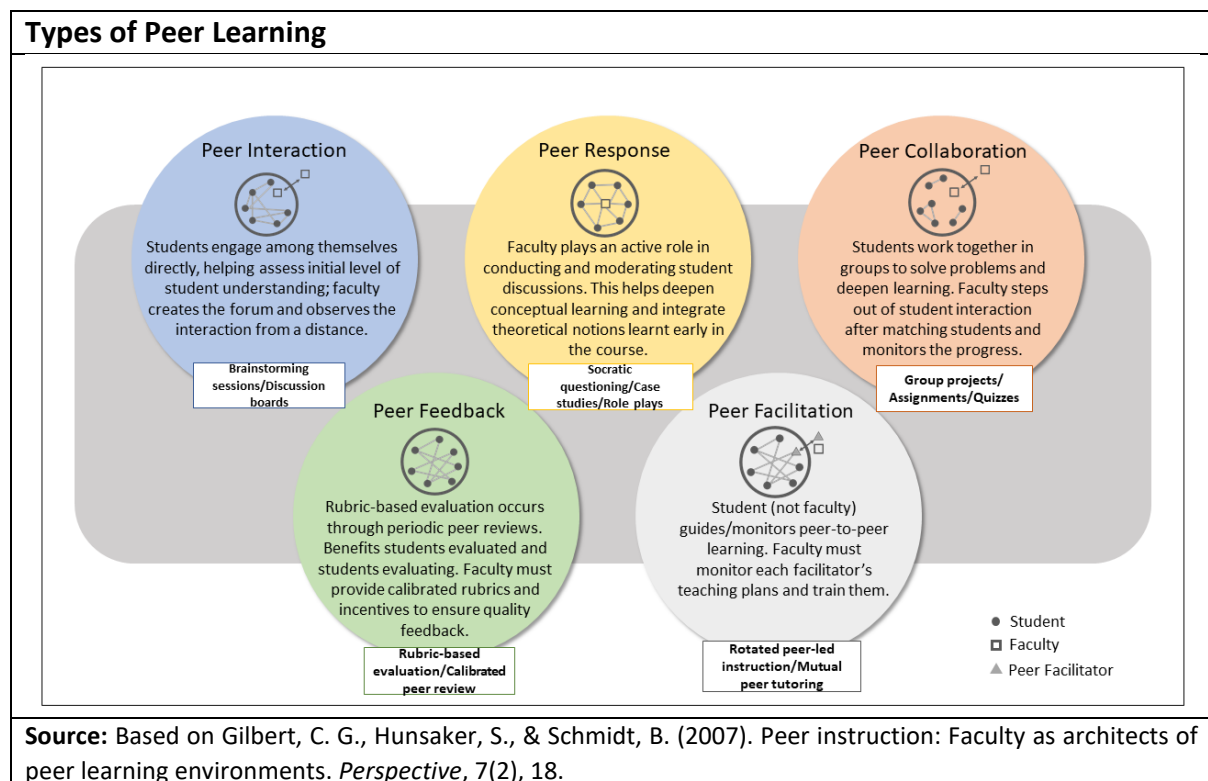 Types of Peer Learning
Peer Interaction
Students engage among themselves
directly, helping assess initial level of
student understanding; faculty
creates the forum and observes the
interaction from a distance.
Brainstorming
sessions/Discussion
boards
Peer Response
Faculty plays an active role in
conducting and moderating student
discussions. This helps deepen
conceptual learning and integrate
theoretical notions learnt early in
the course.
Socratic
questioning/Case
studies/Role plays
Peer Collaboration
Students work together in
groups to solve problems and
deepen learning. Faculty steps
out of student interaction
after matching students and
monitors the progress.
Group projects/
Assignments/Quizzes
Peer Feedback
Rubric-based evaluation occurs
through periodic peer reviews.
Benefits students evaluated and
students evaluating. Faculty must
provide calibrated rubrics and
incentives to ensure quality
feedback.
Rubric-based
evaluation/Calibrated
peer review
Peer Facilitation
Student (not faculty)
guides/monitors peer-to-peer
learning. Faculty must
monitor each facilitator's
teaching plans and train them.
Rotated peer-led
instruction/Mutual
peer tutoring
Student
Faculty
Peer Facilitator
Source: Based on Gilbert, C. G., Hunsaker, S., & Schmidt, B. (2007). Peer instruction: Faculty as architects of
peer learning environments. Perspective, 7(2), 18.